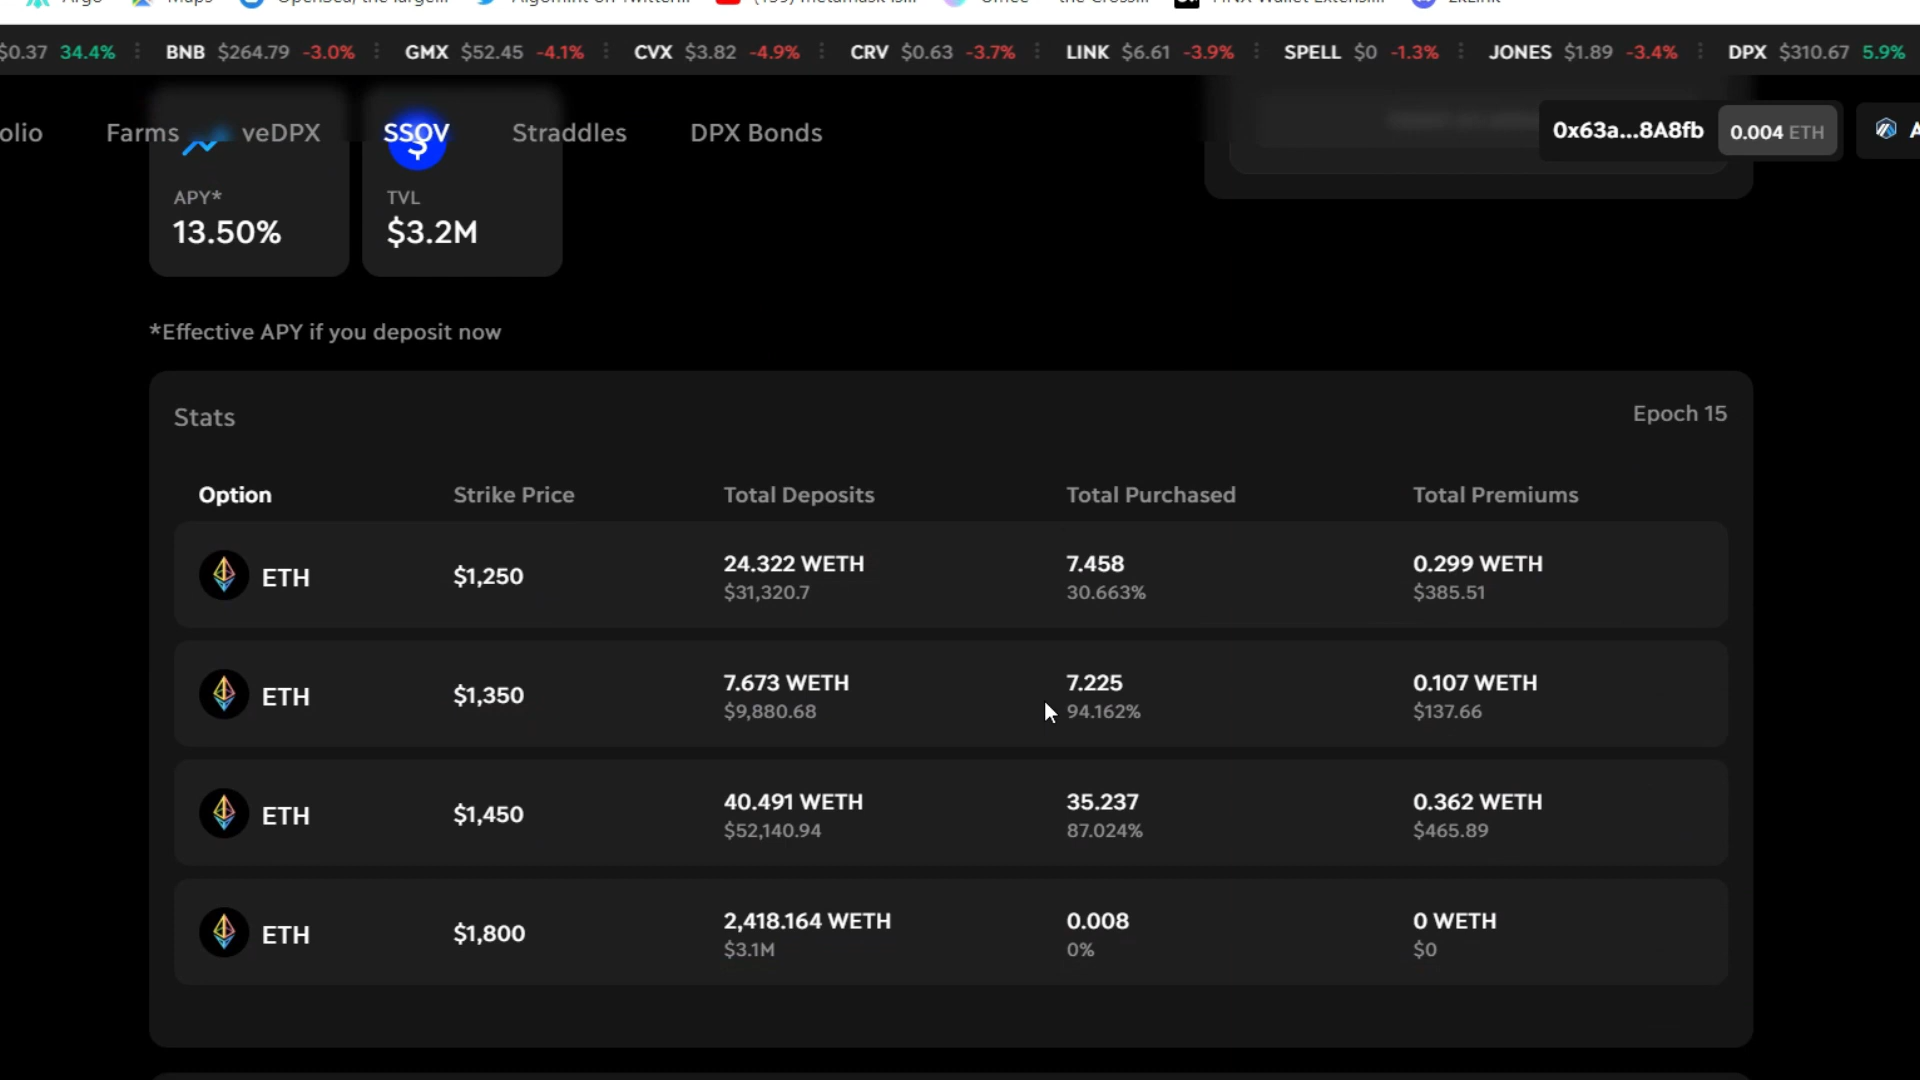 $0.37 34.4% BNB $264.79 -3.0% GMX $52.45 -4.1% CVX $3.82 -4.9% CRV $0.63 -3.7% LINK $6.61 -3.9% SPELL $0 -1.3% JONES $1.89 -3.4% DPX $310.67 5.9%
olio Farms veDPX SSOV Straddles DPX Bonds 0x63a...8A8fb 0.004 ETH A
APY* TVL
13.50% $3.2M
*Effective APY if you deposit now
Stats Epoch 15
Option Strike Price Total Deposits Total Purchased Total Premiums
ETH $1,250 24.322 WETH 7.458 0.299 WETH
$31,320.7 30.663% $385.51
ETH $1,350 7.673 WETH 7.225 0.107 WETH
$9,880.68 94.162% $137.66
ETH $1,450 40.491 WETH 35.237 0.362 WETH
$52,140.94 87.024% $465.89
ETH $1,800 2,418.164 WETH 0.008 0 WETH
$3.1M 0% $0